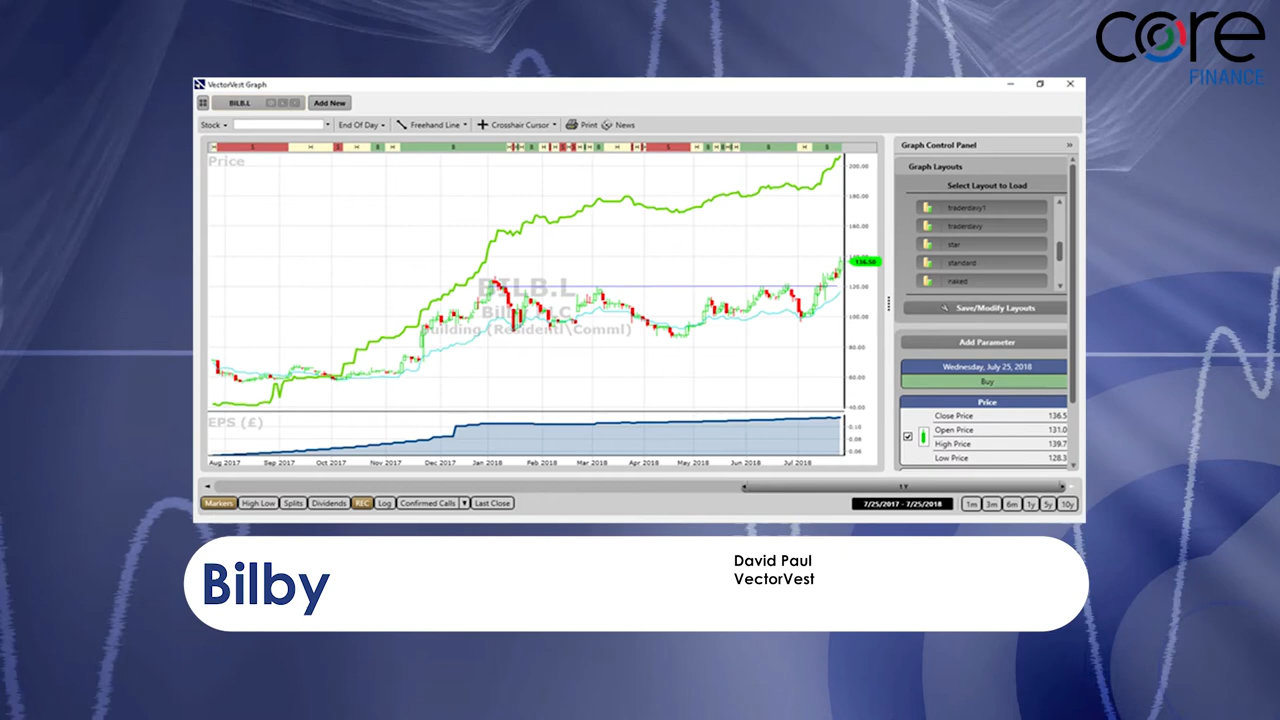 core
FINANCE
VectorVest Graph
BILB.L
Add New
Stock
End Of Day
Freehand Line
Crosshair Cursor
Print
News
Graph Control Panel
Graph Layouts
Select Layout to Load
traderdavy1
traderdavy
star
standard
naked
Save/Modify Layouts
Add Parameter
Wednesday, July 25, 2018
Buy
Price
Close Price 136.5
Open Price 131.0
High Price 139.7
Low Price 128.3
Price
200.00
180.00
160.00
136.50
120.00
100.00
80.00
60.00
40.00
BILB.L
Building (Residentl\Comml)
EPS (£)
0.10
0.08
0.06
Aug 2017 Sep 2017 Oct 2017 Nov 2017 Dec 2017 Jan 2018 Feb 2018 Mar 2018 Apr 2018 May 2018 Jun 2018 Jul 2018
Markers High Low Splits Dividends REC Log Confirmed Calls Last Close
7/25/2017 - 7/25/2018
1m 3m 6m 1y 5y 10y
Bilby
David Paul
VectorVest